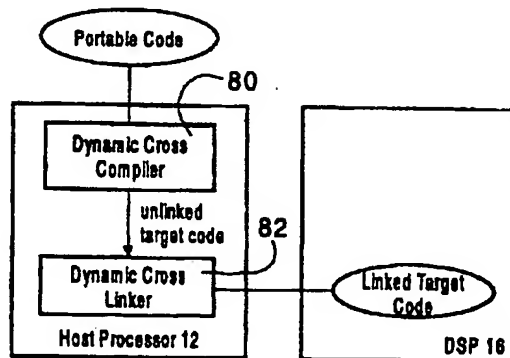 Portable Code
80
Dynamic Cross
Compiler
unlinked
target code
82
Dynamic Cross
Linker
Linked Target
Code
Host Processor 12
DSP 16